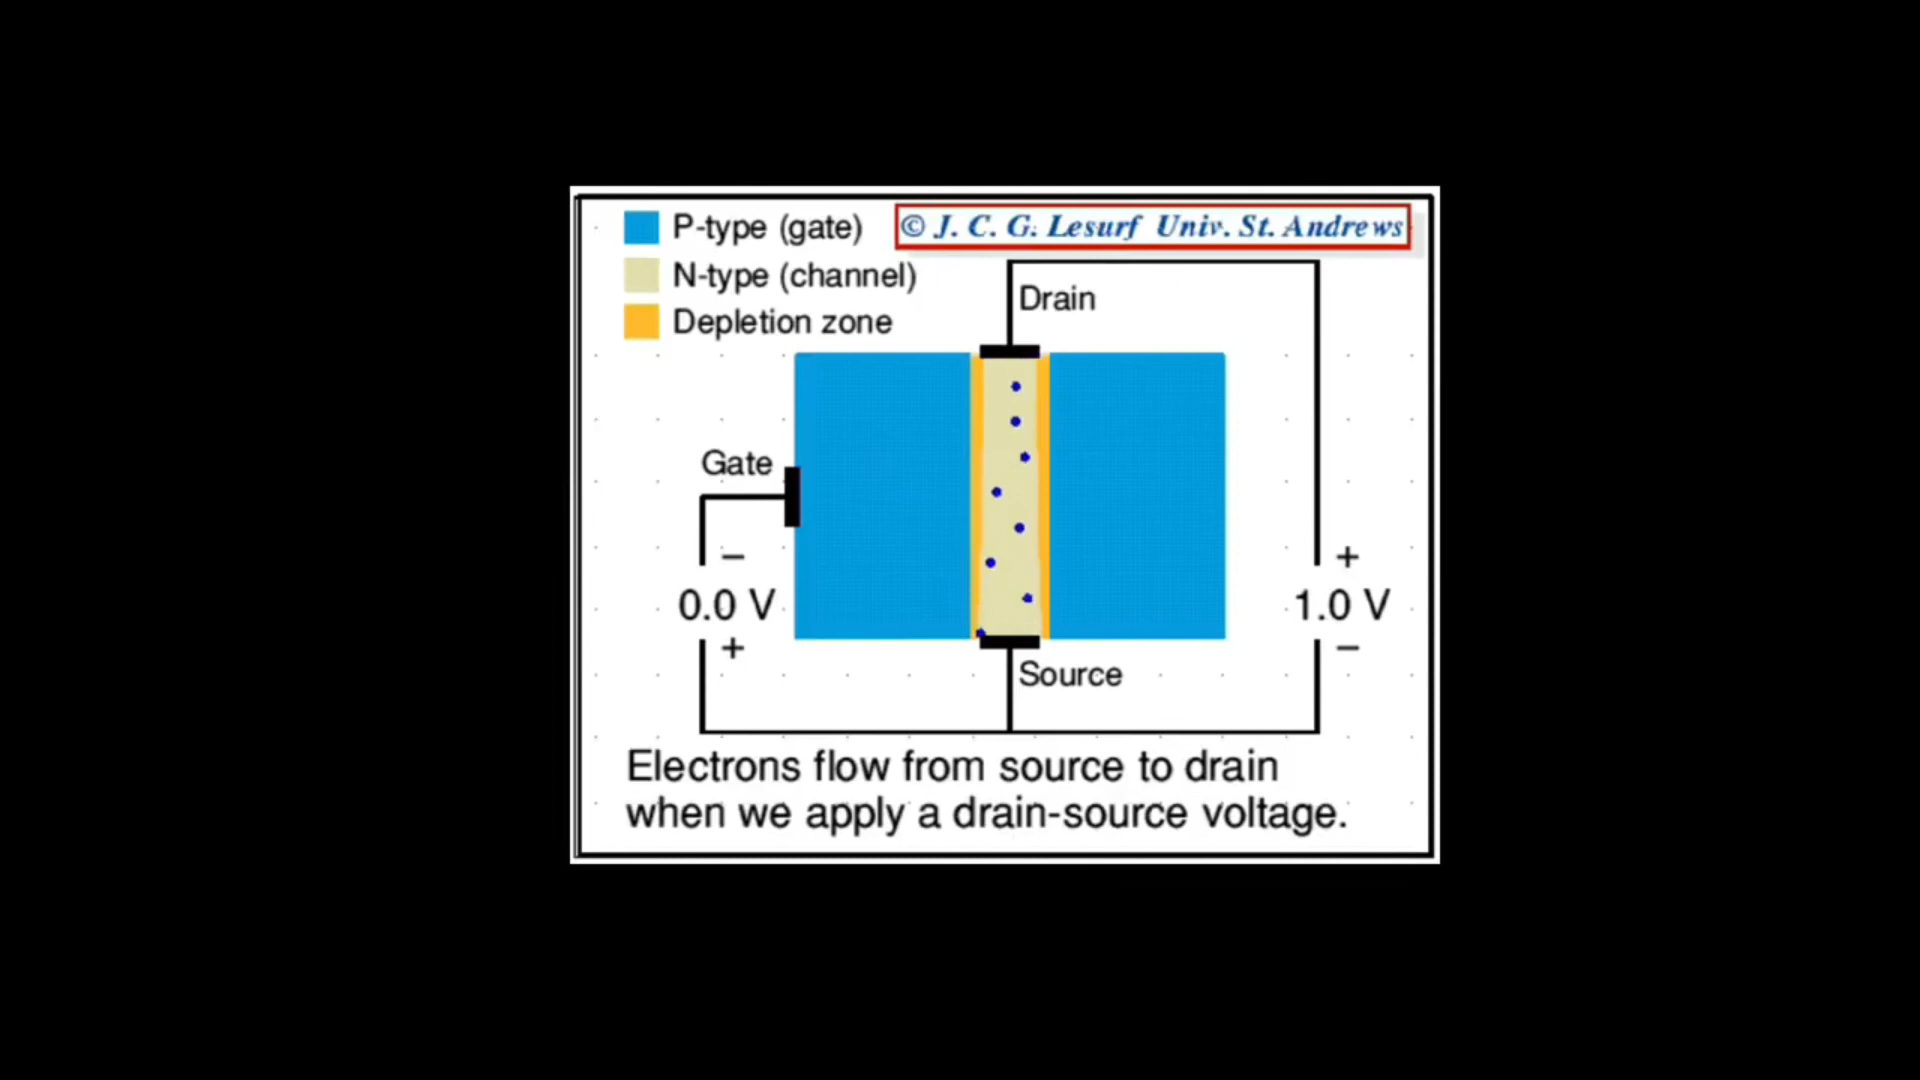 P-type (gate)
© J. C. G. Lesurf Univ. St. Andrews
N-type (channel)
Drain
Depletion zone
Gate
–
+
0.0 V
1.0 V
+
–
Source
Electrons flow from source to drain
when we apply a drain-source voltage.